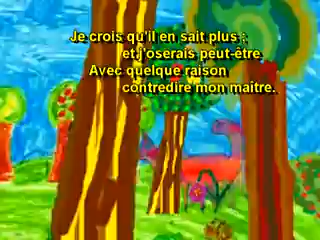 Je crois qu'il en sait plus :
et j'oserais peut-être
Avec quelque raison
contredire mon maître.